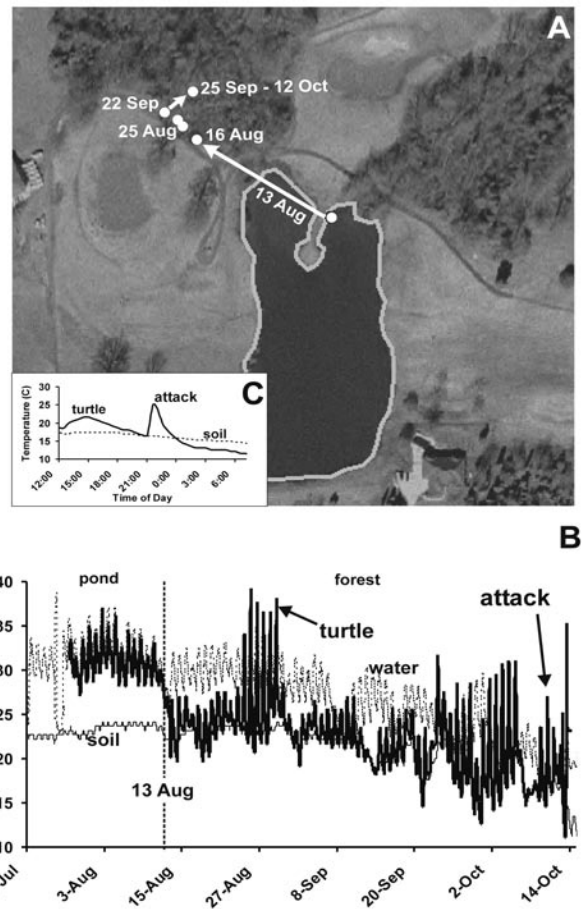 A
25 Sep - 12 Oct
22 Sep
25 Aug
16 Aug
13 Aug
C
30
25
20
15
10
Temperature (C)
turtle
attack
soil
12:00
15:00
18:00
21:00
0:00
3:00
6:00
Time of Day
B
40
35
30
25
22
15
10
pond
forest
turtle
attack
water
soil
13 Aug
Jul
3-Aug
15-Aug
27-Aug
8-Sep
20-Sep
2-Oct
14-Oct